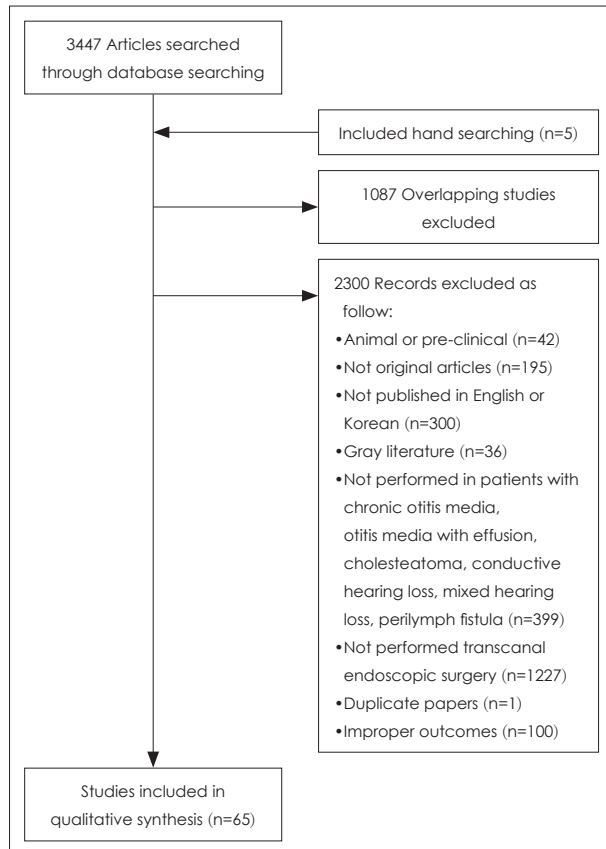 3447 Articles searched
through database searching
Included hand searching (n=5)
1087 Overlapping studies
excluded
2300 Records excluded as
follow:
•Animal or pre-clinical (n=42)
•Not original articles (n=195)
•Not published in English or
Korean (n=300)
•Gray literature (n=36)
•Not performed in patients with
chronic otitis media,
otitis media with effusion,
cholesteatoma, conductive
hearing loss, mixed hearing
loss, perilymph fistula (n=399)
•Not performed transcanal
endoscopic surgery (n=1227)
•Duplicate papers (n=1)
•Improper outcomes (n=100)
Studies included in
qualitative synthesis (n=65)